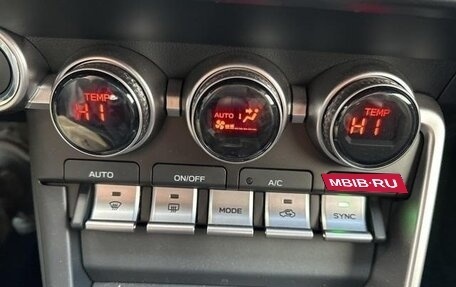 TEMP
HI
AUTO
TEMP
HI
AUTO
ON/OFF
A/C
MBIB.RU
MODE
SYNC